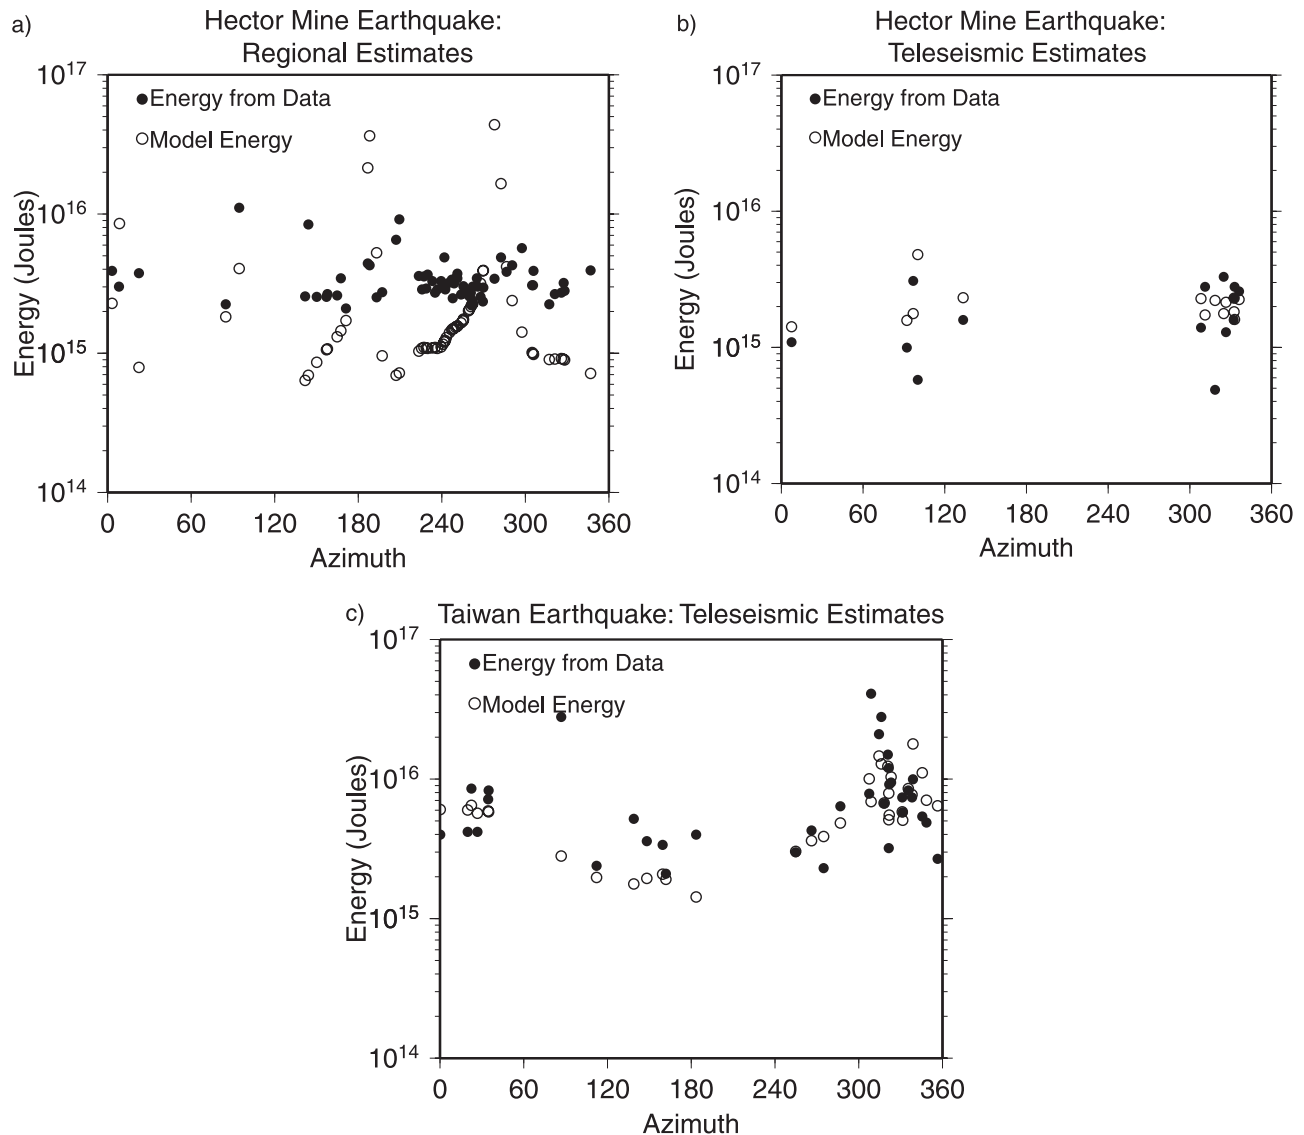 a)
Hector Mine Earthquake:
Regional Estimates
10^17
10^16
10^15
10^14
Energy (Joules)
Energy from Data
Model Energy
0 60 120 180 240 300 360
Azimuth
b)
Hector Mine Earthquake:
Teleseismic Estimates
10^17
10^16
10^15
10^14
Energy (Joules)
Energy from Data
Model Energy
0 60 120 180 240 300 360
Azimuth
c)
Taiwan Earthquake: Teleseismic Estimates
10^17
10^16
10^15
10^14
Energy (Joules)
Energy from Data
Model Energy
0 60 120 180 240 300 360
Azimuth